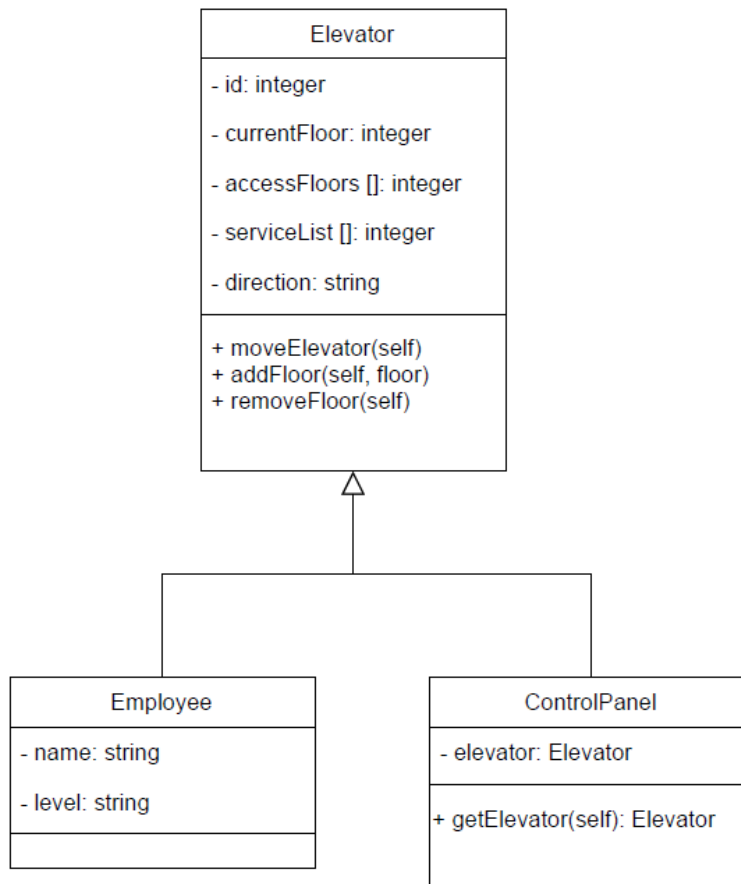 Elevator
- id: integer
- currentFloor: integer
- accessFloors []: integer
- serviceList []: integer
- direction: string
+ moveElevator(self)
+ addFloor(self, floor)
+ removeFloor(self)
Employee
- name: string
- level: string
ControlPanel
- elevator: Elevator
+ getElevator(self): Elevator